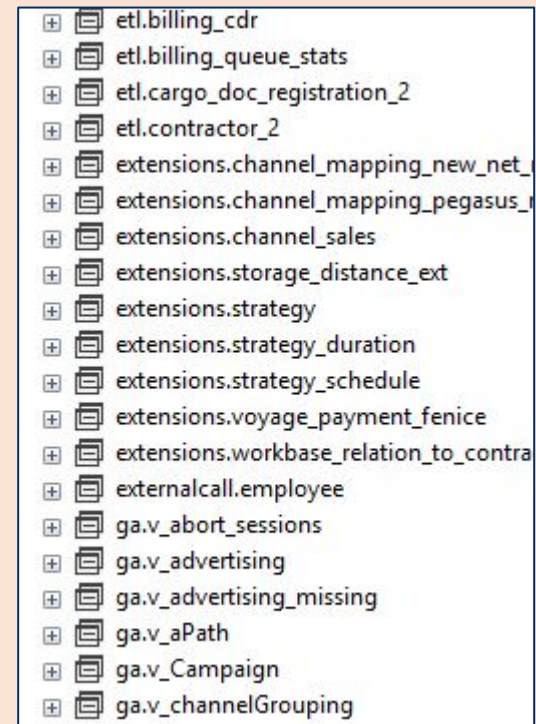 etl.billing_cdr
etl.billing_queue_stats
etl.cargo_doc_registration_2
etl.contractor_2
extensions.channel_mapping_new_net_
extensions.channel_mapping_pegasus_
extensions.channel_sales
extensions.storage_distance_ext
extensions.strategy
extensions.strategy_duration
extensions.strategy_schedule
extensions.voyage_payment_fenice
extensions.workbase_relation_to_contra
externalcall.employee
ga.v_abort_sessions
ga.v_advertising
ga.v_advertising_missing
ga.v_aPath
ga.v_Campaign
ga.v_channelGrouping